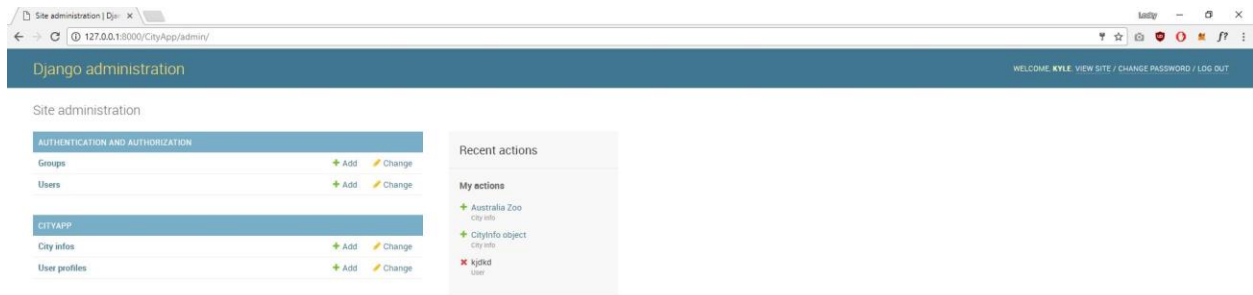 Site administration | Djan
127.0.0.1:8000/CityApp/admin/
Django administration
WELCOME, KYLE. VIEW SITE / CHANGE PASSWORD / LOG OUT
Site administration
AUTHENTICATION AND AUTHORIZATION
Groups + Add Change
Users + Add Change
CITYAPP
City infos + Add Change
User profiles + Add Change
Recent actions
My actions
+ Australia Zoo
City info
+ CityInfo object
City info
kjdkd
User
f?